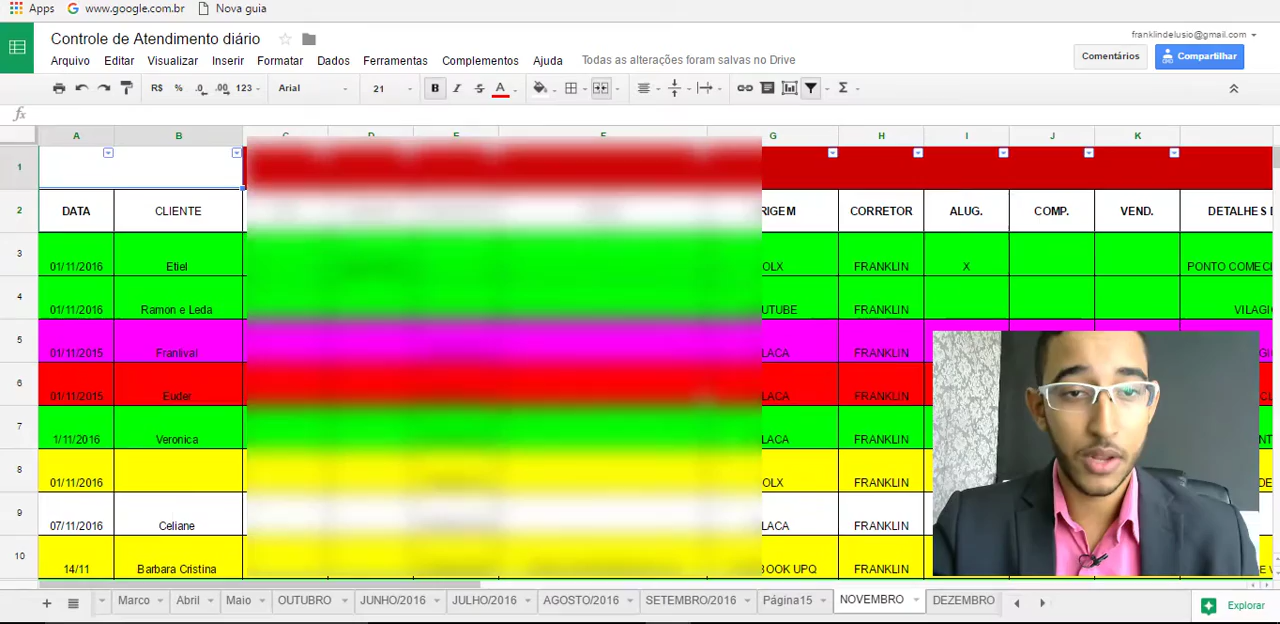 Apps www.google.com.br Nova guia
Controle de Atendimento diário
franklindelusio@gmail.com
Arquivo Editar Visualizar Inserir Formatar Dados Ferramentas Complementos Ajuda Todas as alterações foram salvas no Drive
Comentários Compartilhar
R$ % .0 .00 123 Arial 21 B I S A Σ
fx
A B C D E F G H I J K
1
2 DATA CLIENTE RIGEM CORRETOR ALUG. COMP. VEND. DETALHES D
3 01/11/2016 Etiel OLX FRANKLIN X PONTO COMECI
4 01/11/2016 Ramon e Leda UTUBE FRANKLIN VILAGI
5 01/11/2015 Franlival LACA FRANKLIN
6 01/11/2015 Euder LACA FRANKLIN
7 1/11/2016 Veronica LACA FRANKLIN
8 01/11/2016 OLX FRANKLIN
9 07/11/2016 Celiane LACA FRANKLIN
10 14/11 Barbara Cristina BOOK UPQ FRANKLIN
Marco Abril Maio OUTUBRO JUNHO/2016 JULHO/2016 AGOSTO/2016 SETEMBRO/2016 Página15 NOVEMBRO DEZEMBRO
Explorar